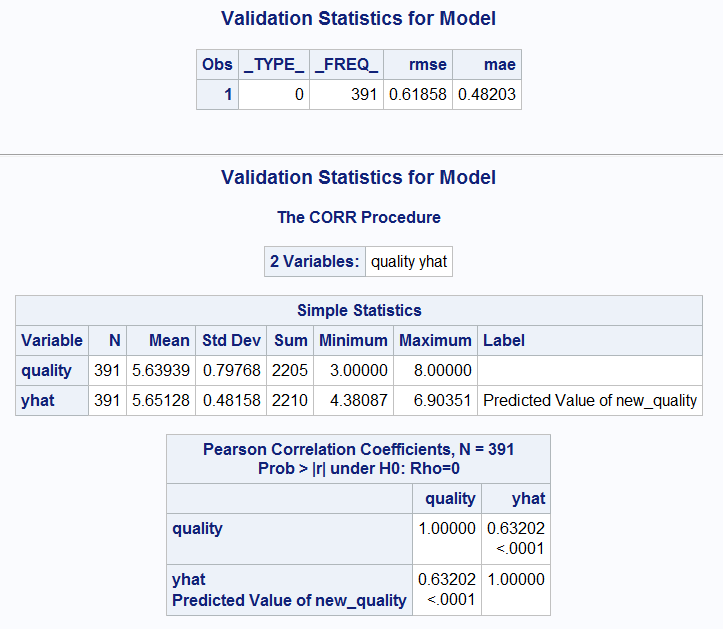 Validation Statistics for Model
Obs _TYPE_ _FREQ_ rmse mae
1 0 391 0.61858 0.48203
Validation Statistics for Model
The CORR Procedure
2 Variables: quality yhat
Simple Statistics
Variable N Mean Std Dev Sum Minimum Maximum Label
quality 391 5.63939 0.79768 2205 3.00000 8.00000
yhat 391 5.65128 0.48158 2210 4.38087 6.90351 Predicted Value of new_quality
Pearson Correlation Coefficients, N = 391
Prob > |r| under H0: Rho=0
quality yhat
quality 1.00000 0.63202
<.0001
yhat 0.63202 1.00000
Predicted Value of new_quality <.0001